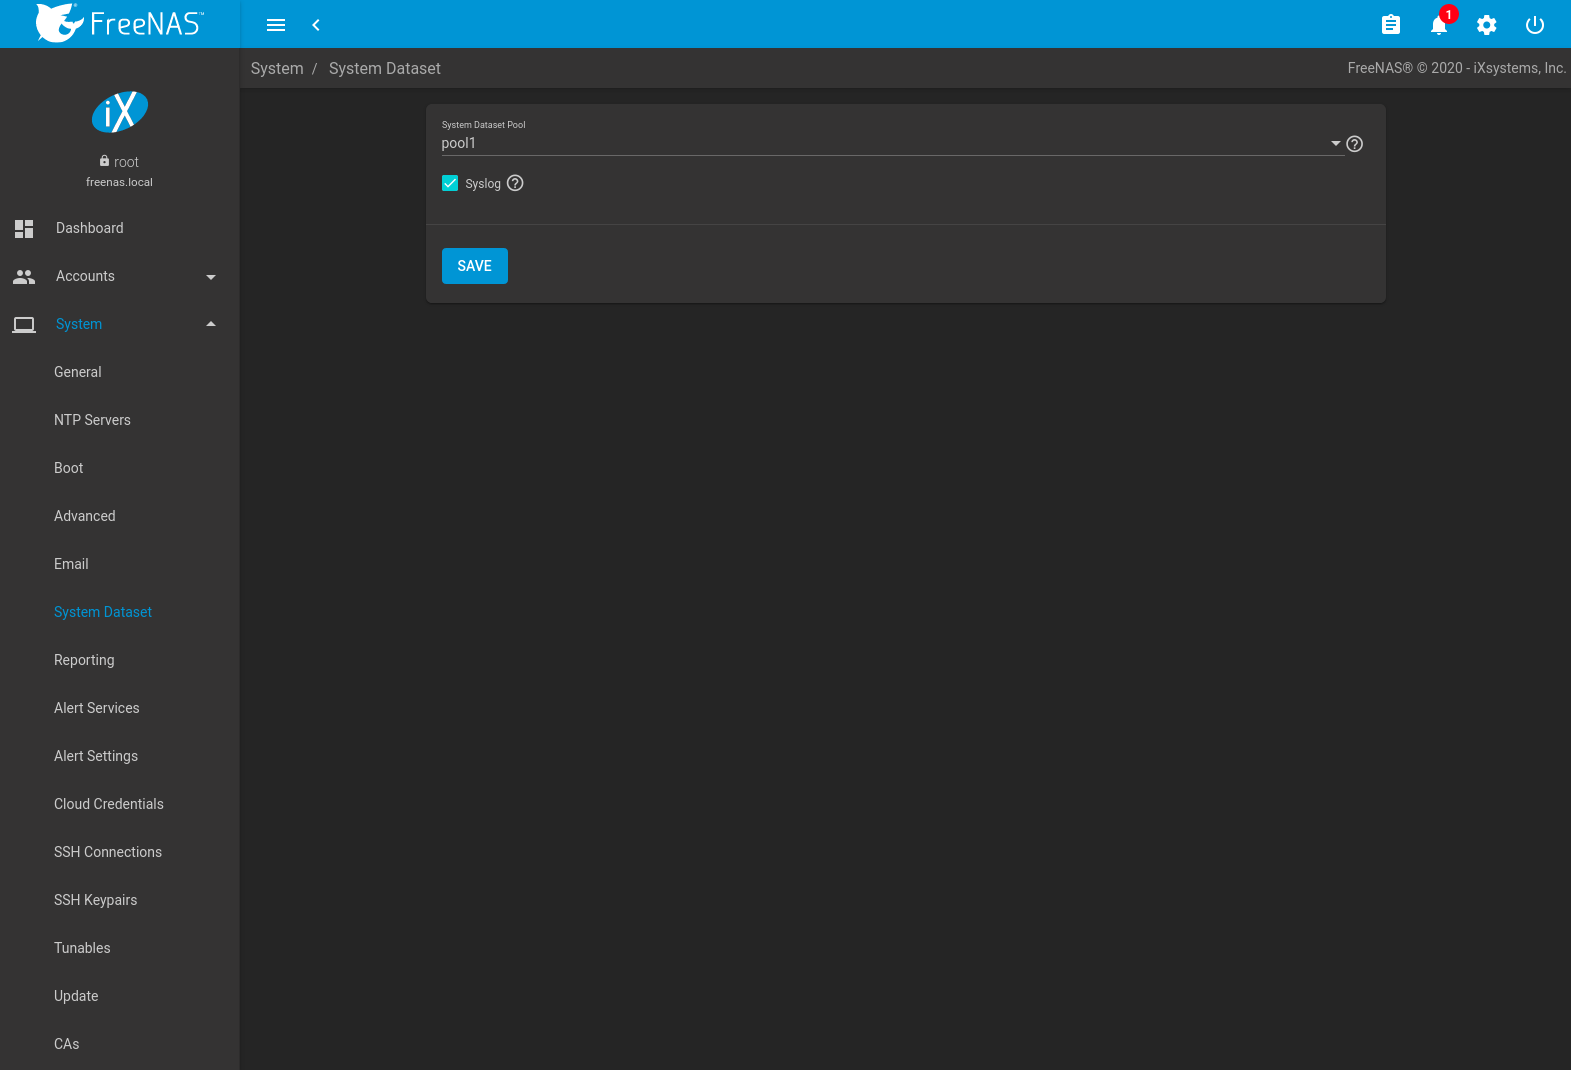 FreeNAS™
1
System / System Dataset
FreeNAS® © 2020 - iXsystems, Inc.
iX
root
freenas.local
Dashboard
Accounts
System
General
NTP Servers
Boot
Advanced
Email
System Dataset
Reporting
Alert Services
Alert Settings
Cloud Credentials
SSH Connections
SSH Keypairs
Tunables
Update
CAs
System Dataset Pool
pool1
Syslog
SAVE